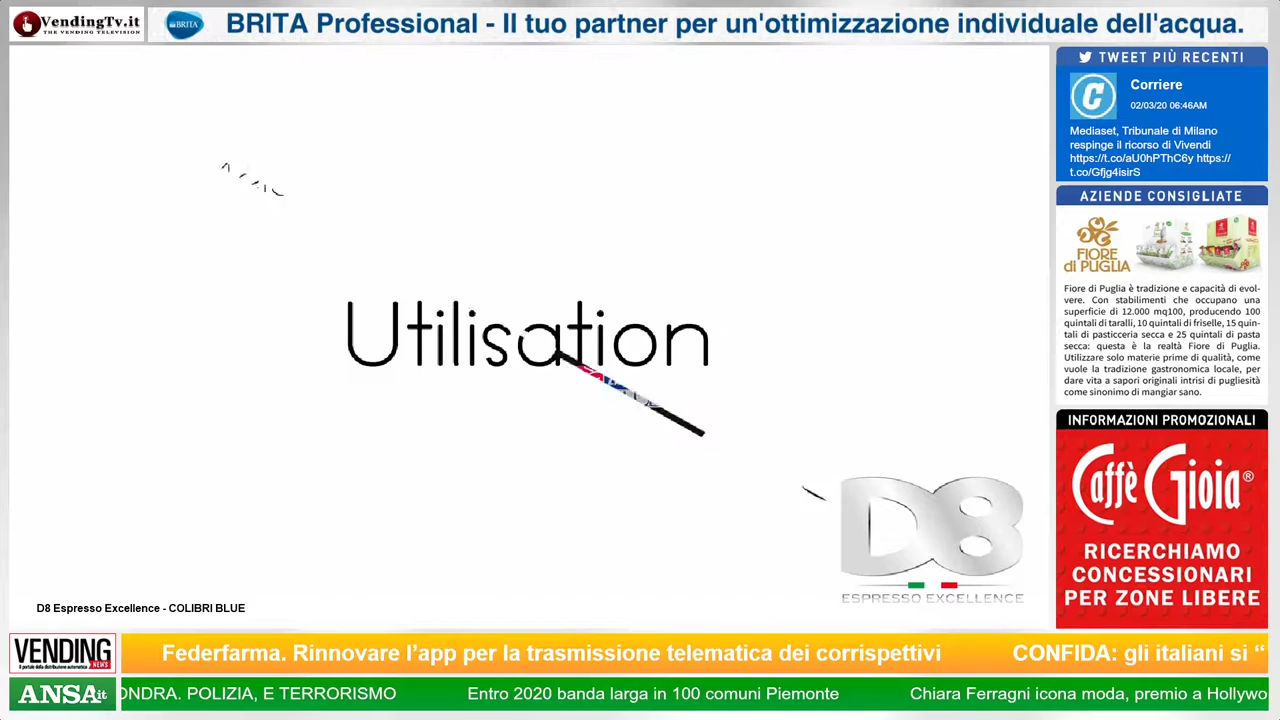 VendingTv.it
THE VENDING TELEVISION
BRITA
BRITA Professional - Il tuo partner per un'ottimizzazione individuale dell'acqua.
TWEET PIÙ RECENTI
Corriere
02/03/20 06:46AM
Mediaset, Tribunale di Milano
respinge il ricorso di Vivendi
https://t.co/aU0hPThC6y https://
t.co/Gfjg4isirS
AZIENDE CONSIGLIATE
FIORE
di PUGLIA
Fiore di Puglia è tradizione e capacità di evol-
vere. Con stabilimenti che occupano una
superficie di 12.000 mq100, producendo 100
quintali di taralli, 10 quintali di friselle, 15 quin-
tali di pasticceria secca e 25 quintali di pasta
secca: questa è la realtà Fiore di Puglia.
Utilizzare solo materie prime di qualità, come
vuole la tradizione gastronomica locale, per
dare vita a sapori originali intrisi di pugliesità
come sinonimo di mangiar sano.
INFORMAZIONI PROMOZIONALI
Caffè Gioia®
RICERCHIAMO
CONCESSIONARI
PER ZONE LIBERE
Utilisation
D8
ESPRESSO EXCELLENCE
D8 Espresso Excellence - COLIBRI BLUE
VENDING
NEWS
Il portale della distribuzione automatica
Federfarma. Rinnovare l’app per la trasmissione telematica dei corrispettivi CONFIDA: gli italiani si “
ANSA.it
ONDRA. POLIZIA, E TERRORISMO Entro 2020 banda larga in 100 comuni Piemonte Chiara Ferragni icona moda, premio a Hollywo